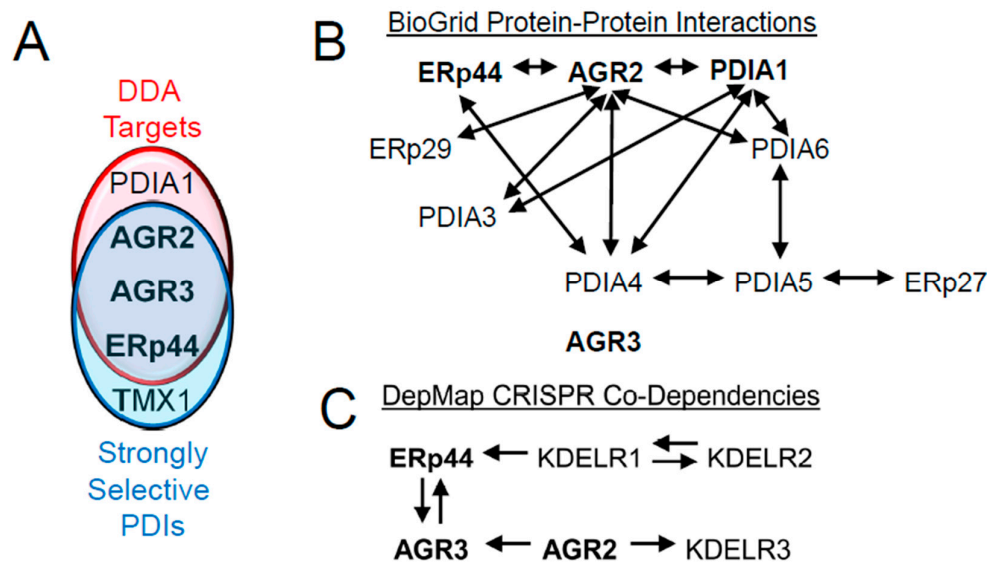 A
DDA
Targets
PDIA1
AGR2
AGR3
ERp44
TMX1
Strongly
Selective
PDIs
B
BioGrid Protein-Protein Interactions
ERp44 AGR2 PDIA1
ERp29 PDIA6
PDIA3
PDIA4 PDIA5 ERp27
AGR3
C
DepMap CRISPR Co-Dependencies
ERp44 KDELR1 KDELR2
AGR3 AGR2 KDELR3